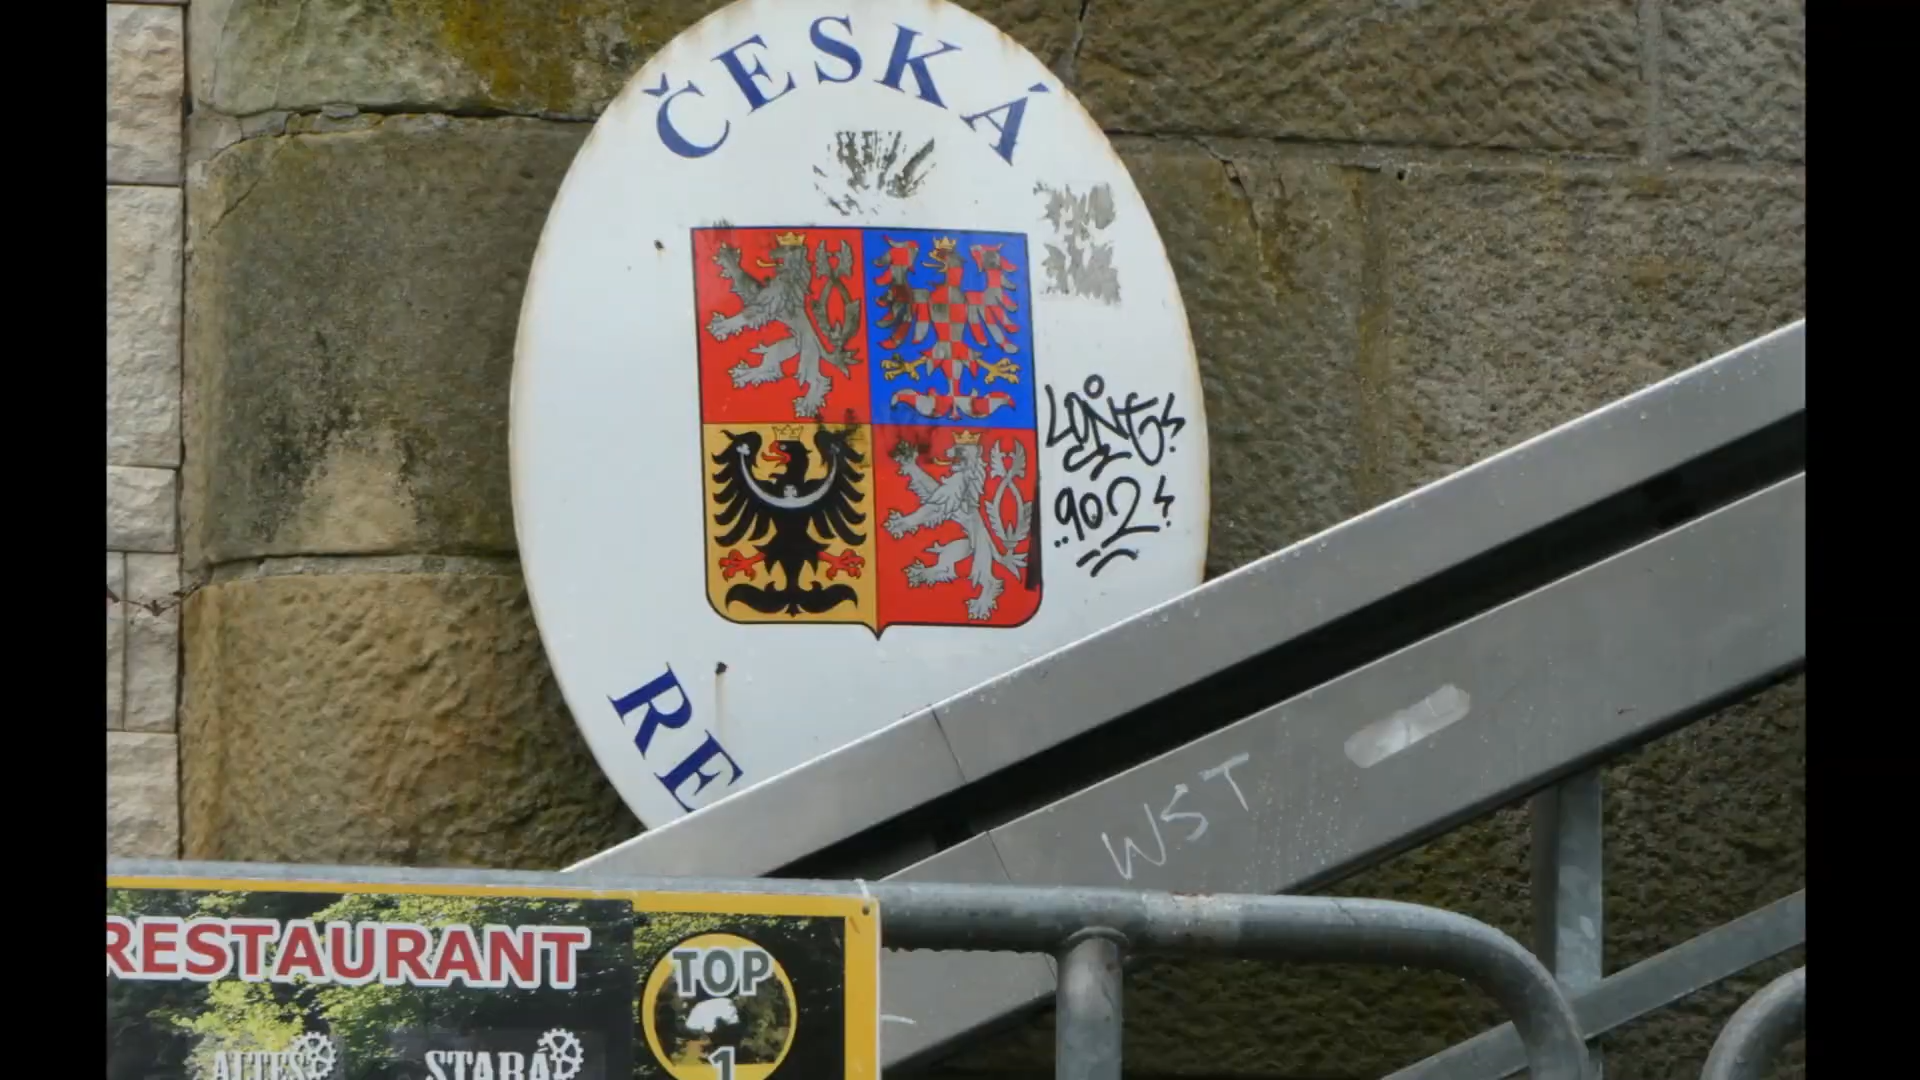 ČESKÁ
RE
902
WST
RESTAURANT
TOP
1
ALTES
STARÁ